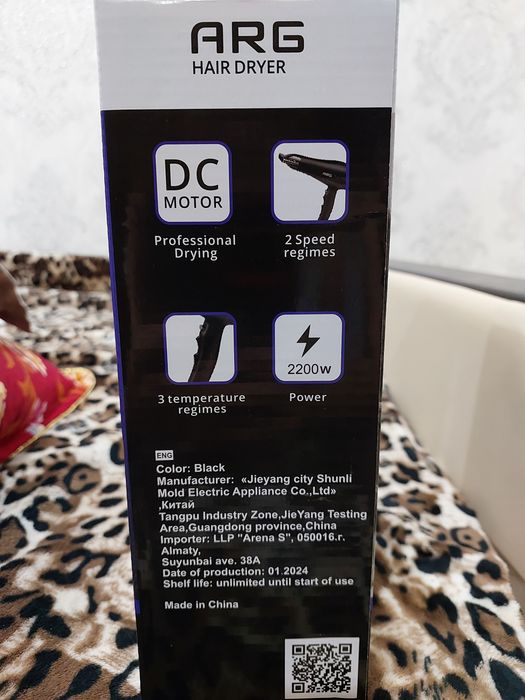 ARG
HAIR DRYER
DC
MOTOR
Professional
Drying
2 Speed
regimes
3 temperature
regimes
2200w
Power
ENG
Color: Black
Manufacturer: «Jieyang city Shunli
Mold Electric Appliance Co.,Ltd»
,Китай
Tangpu Industry Zone,JieYang Testing
Area,Guangdong province,China
Importer: LLP "Arena S", 050016.г.
Almaty,
Suyunbai ave. 38A
Date of production: 01.2024
Shelf life: unlimited until start of use
Made in China